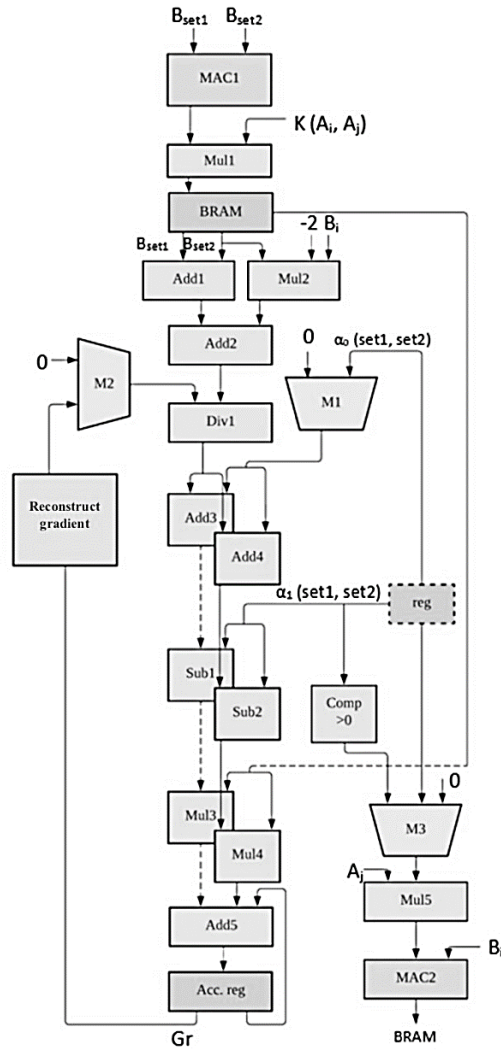 Bset1 Bset2
MAC1
K (Ai, Aj)
Mul1
BRAM
-2 Bi
Bset1 Bset2
Add1
Mul2
Add2
0
M2
0
α₀ (set1, set2)
M1
Div1
Reconstruct
gradient
Add3
Add4
α₁ (set1, set2)
reg
Sub1
Sub2
Comp
>0
0
Mul3
M3
Mul4
Aj
Mul5
Add5
Bi
MAC2
Acc. reg
Gr
BRAM